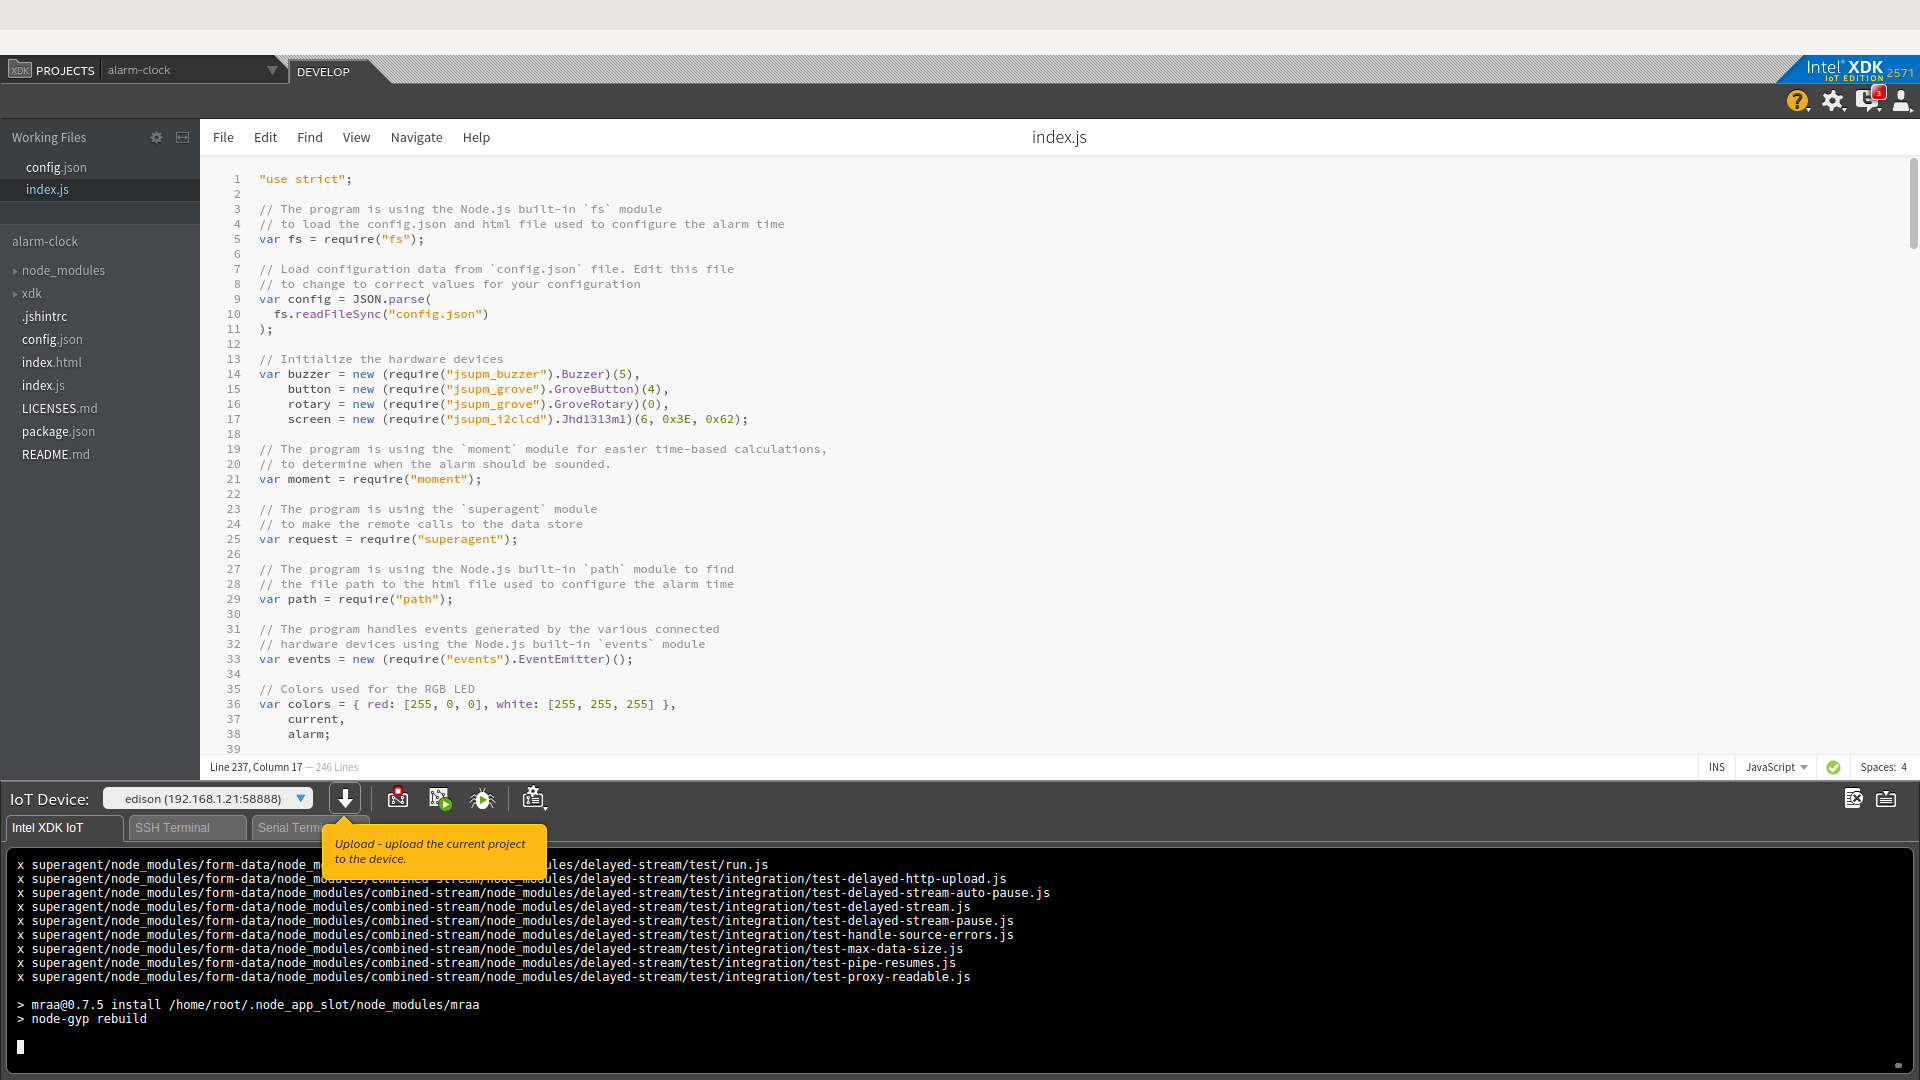 XDK PROJECTS alarm-clock DEVELOP
Intel® XDK
IoT EDITION 2571
? 3
Working Files
config.json
index.js
alarm-clock
node_modules
xdk
.jshintrc
config.json
index.html
index.js
LICENSES.md
package.json
README.md
File Edit Find View Navigate Help index.js
1 "use strict";
2
3 // The program is using the Node.js built-in `fs` module
4 // to load the config.json and html file used to configure the alarm time
5 var fs = require("fs");
6
7 // Load configuration data from `config.json` file. Edit this file
8 // to change to correct values for your configuration
9 var config = JSON.parse(
10   fs.readFileSync("config.json")
11 );
12
13 // Initialize the hardware devices
14 var buzzer = new (require("jsupm_buzzer").Buzzer)(5),
15     button = new (require("jsupm_grove").GroveButton)(4),
16     rotary = new (require("jsupm_grove").GroveRotary)(0),
17     screen = new (require("jsupm_i2clcd").Jhd1313m1)(6, 0x3E, 0x62);
18
19 // The program is using the `moment` module for easier time-based calculations,
20 // to determine when the alarm should be sounded.
21 var moment = require("moment");
22
23 // The program is using the `superagent` module
24 // to make the remote calls to the data store
25 var request = require("superagent");
26
27 // The program is using the Node.js built-in `path` module to find
28 // the file path to the html file used to configure the alarm time
29 var path = require("path");
30
31 // The program handles events generated by the various connected
32 // hardware devices using the Node.js built-in `events` module
33 var events = new (require("events").EventEmitter)();
34
35 // Colors used for the RGB LED
36 var colors = { red: [255, 0, 0], white: [255, 255, 255] },
37     current,
38     alarm;
39
Line 237, Column 17 — 246 Lines INS JavaScript Spaces: 4
IoT Device: edison (192.168.1.21:58888)
Intel XDK IoT SSH Terminal Serial Termi
Upload - upload the current project
to the device.
x superagent/node_modules/form-data/node_m ules/delayed-stream/test/run.js
x superagent/node_modules/form-data/node_modules/combined-stream/node_modules/delayed-stream/test/integration/test-delayed-http-upload.js
x superagent/node_modules/form-data/node_modules/combined-stream/node_modules/delayed-stream/test/integration/test-delayed-stream-auto-pause.js
x superagent/node_modules/form-data/node_modules/combined-stream/node_modules/delayed-stream/test/integration/test-delayed-stream.js
x superagent/node_modules/form-data/node_modules/combined-stream/node_modules/delayed-stream/test/integration/test-delayed-stream-pause.js
x superagent/node_modules/form-data/node_modules/combined-stream/node_modules/delayed-stream/test/integration/test-handle-source-errors.js
x superagent/node_modules/form-data/node_modules/combined-stream/node_modules/delayed-stream/test/integration/test-max-data-size.js
x superagent/node_modules/form-data/node_modules/combined-stream/node_modules/delayed-stream/test/integration/test-pipe-resumes.js
x superagent/node_modules/form-data/node_modules/combined-stream/node_modules/delayed-stream/test/integration/test-proxy-readable.js
> mraa@0.7.5 install /home/root/.node_app_slot/node_modules/mraa
> node-gyp rebuild